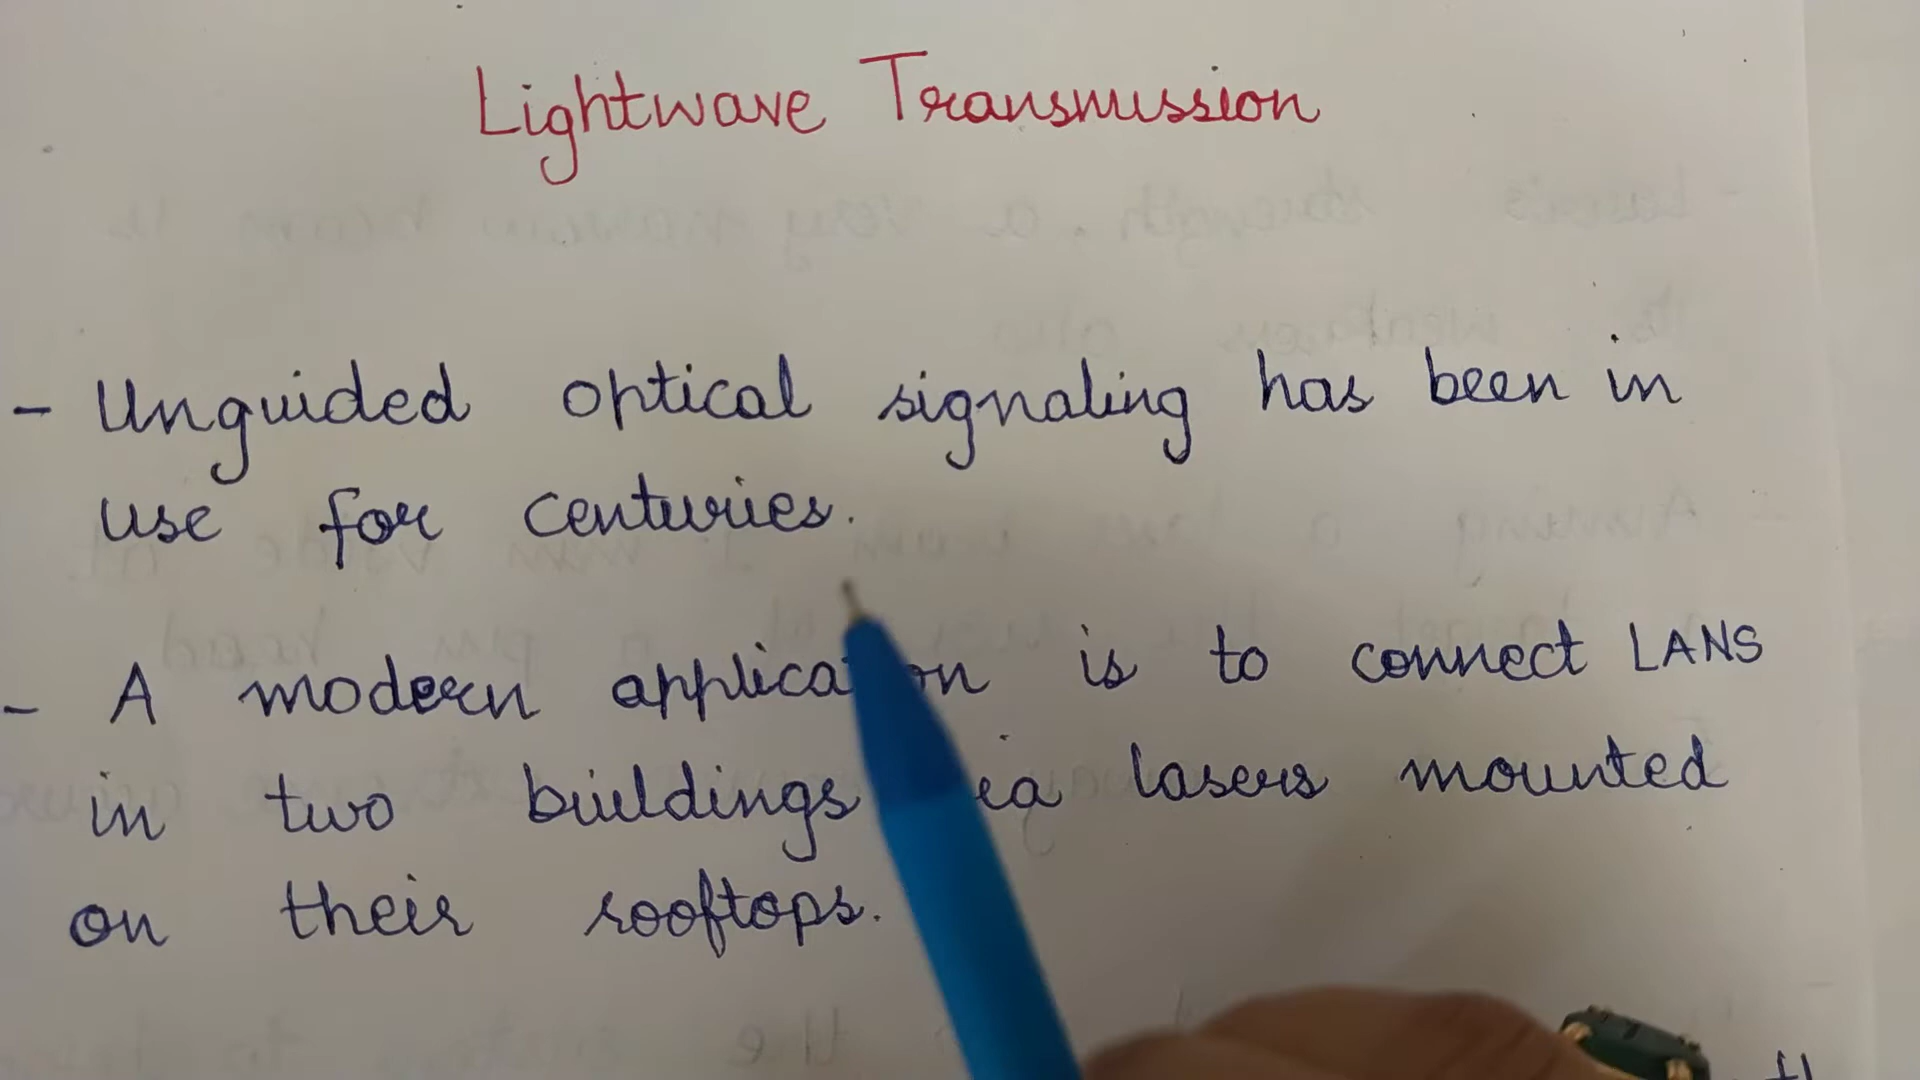 Lightwave Transmission
- Unguided optical signaling has been in
use for centuries.
- A modern application is to connect LANS
in two buildings via lasers mounted
on their rooftops.